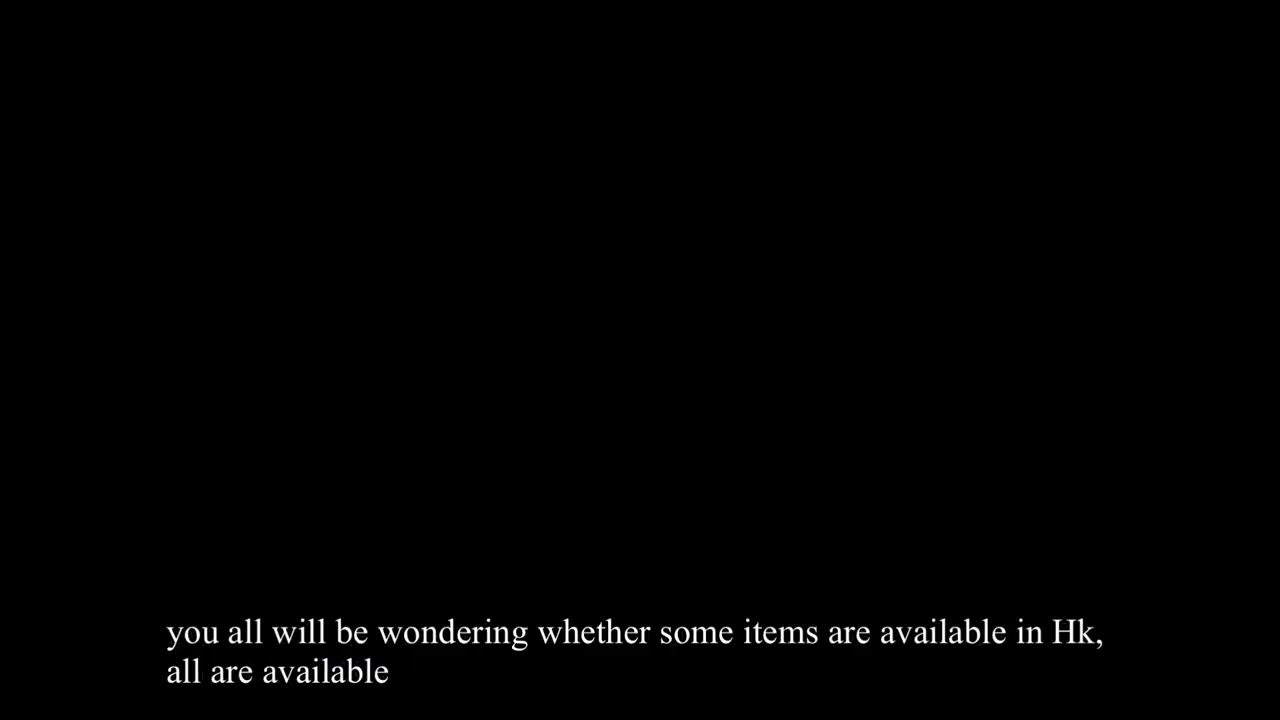 you all will be wondering whether some items are available in Hk,
all are available